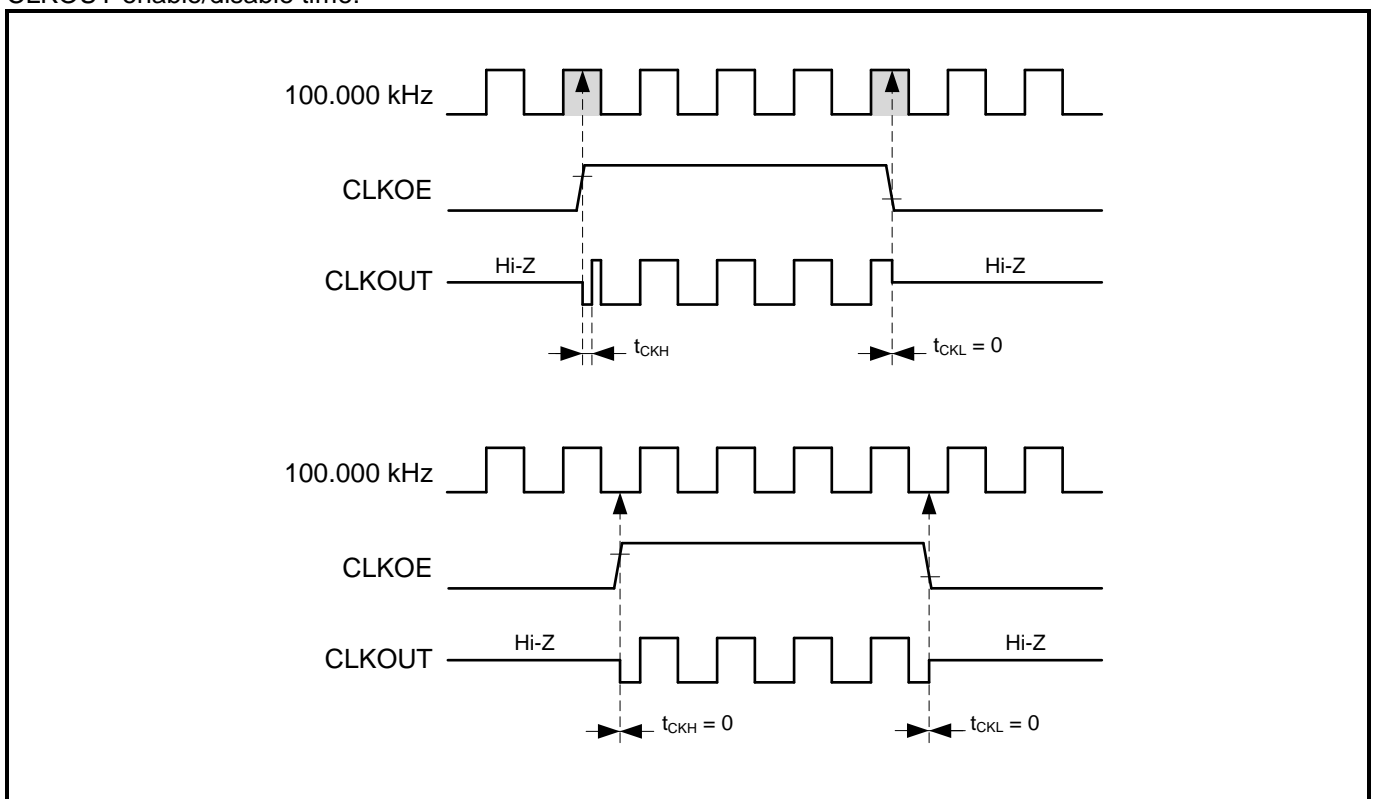 CLKOUT enable/disable time:
100.000 kHz
CLKOE
CLKOUT
Hi-Z
Hi-Z
tCKH
tCKL = 0
100.000 kHz
CLKOE
CLKOUT
Hi-Z
Hi-Z
tCKH = 0
tCKL = 0